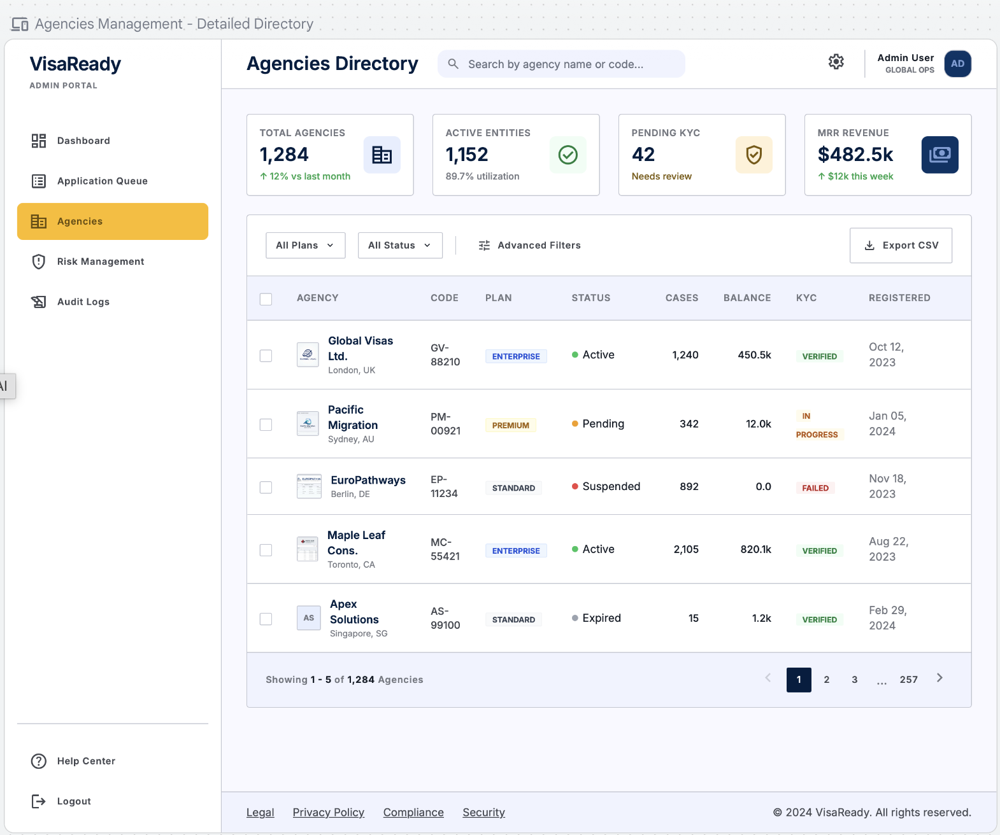 Agencies Management - Detailed Directory
VisaReady
ADMIN PORTAL
Dashboard
Application Queue
Agencies
Risk Management
Audit Logs
AI
Help Center
Logout
Agencies Directory
Search by agency name or code...
Admin User
GLOBAL OPS
AD
TOTAL AGENCIES
1,284
↑ 12% vs last month
ACTIVE ENTITIES
1,152
89.7% utilization
PENDING KYC
42
Needs review
MRR REVENUE
$482.5k
↑ $12k this week
All Plans
All Status
Advanced Filters
Export CSV
AGENCY CODE PLAN STATUS CASES BALANCE KYC REGISTERED
Global Visas
Ltd.
London, UK
GV-
88210
ENTERPRISE
Active
1,240
450.5k
VERIFIED
Oct 12,
2023
Pacific
Migration
Sydney, AU
PM-
00921
PREMIUM
Pending
342
12.0k
IN
PROGRESS
Jan 05,
2024
EuroPathways
Berlin, DE
EP-
11234
STANDARD
Suspended
892
0.0
FAILED
Nov 18,
2023
Maple Leaf
Cons.
Toronto, CA
MC-
55421
ENTERPRISE
Active
2,105
820.1k
VERIFIED
Aug 22,
2023
AS
Apex
Solutions
Singapore, SG
AS-
99100
STANDARD
Expired
15
1.2k
VERIFIED
Feb 29,
2024
Showing 1 - 5 of 1,284 Agencies
1 2 3 ... 257
Legal Privacy Policy Compliance Security
© 2024 VisaReady. All rights reserved.